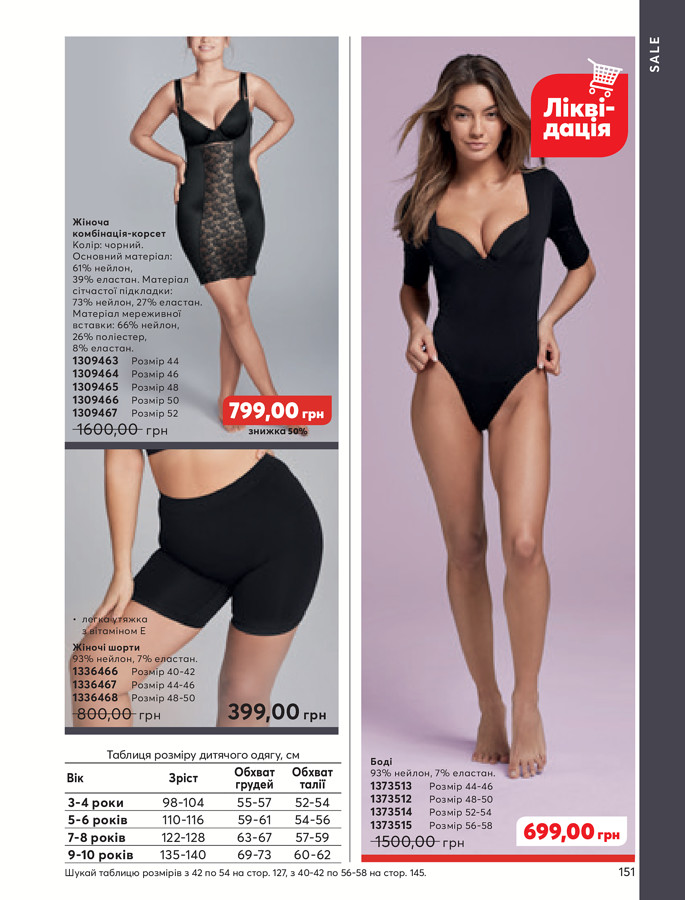 SALE
Жіноча
комбінація-корсет
Колір: чорний.
Основний матеріал:
61% нейлон,
39% еластан. Матеріал
сітчастої підкладки:
73% нейлон, 27% еластан.
Матеріал мереживної
вставки: 66% нейлон,
26% поліестер,
8% еластан.
1309463 Розмір 44
1309464 Розмір 46
1309465 Розмір 48
1309466 Розмір 50
1309467 Розмір 52
1600,00 грн
799,00 грн
знижка 50%
• легка утяжка
з вітаміном Е
Жіночі шорти
93% нейлон, 7% еластан.
1336466 Розмір 40-42
1336467 Розмір 44-46
1336468 Розмір 48-50
800,00 грн
399,00 грн
Ліквi-
дація
Боді
93% нейлон, 7% еластан.
1373513 Розмір 44-46
1373512 Розмір 48-50
1373514 Розмір 52-54
1373515 Розмір 56-58
1500,00 грн
699,00 грн
Таблиця розміру дитячого одягу, см
Вік Зріст Обхват грудей Обхват талії
3-4 роки 98-104 55-57 52-54
5-6 років 110-116 59-61 54-56
7-8 років 122-128 63-67 57-59
9-10 років 135-140 69-73 60-62
Шукай таблицю розмірів з 42 по 54 на стор. 127, з 40-42 по 56-58 на стор. 145.
151